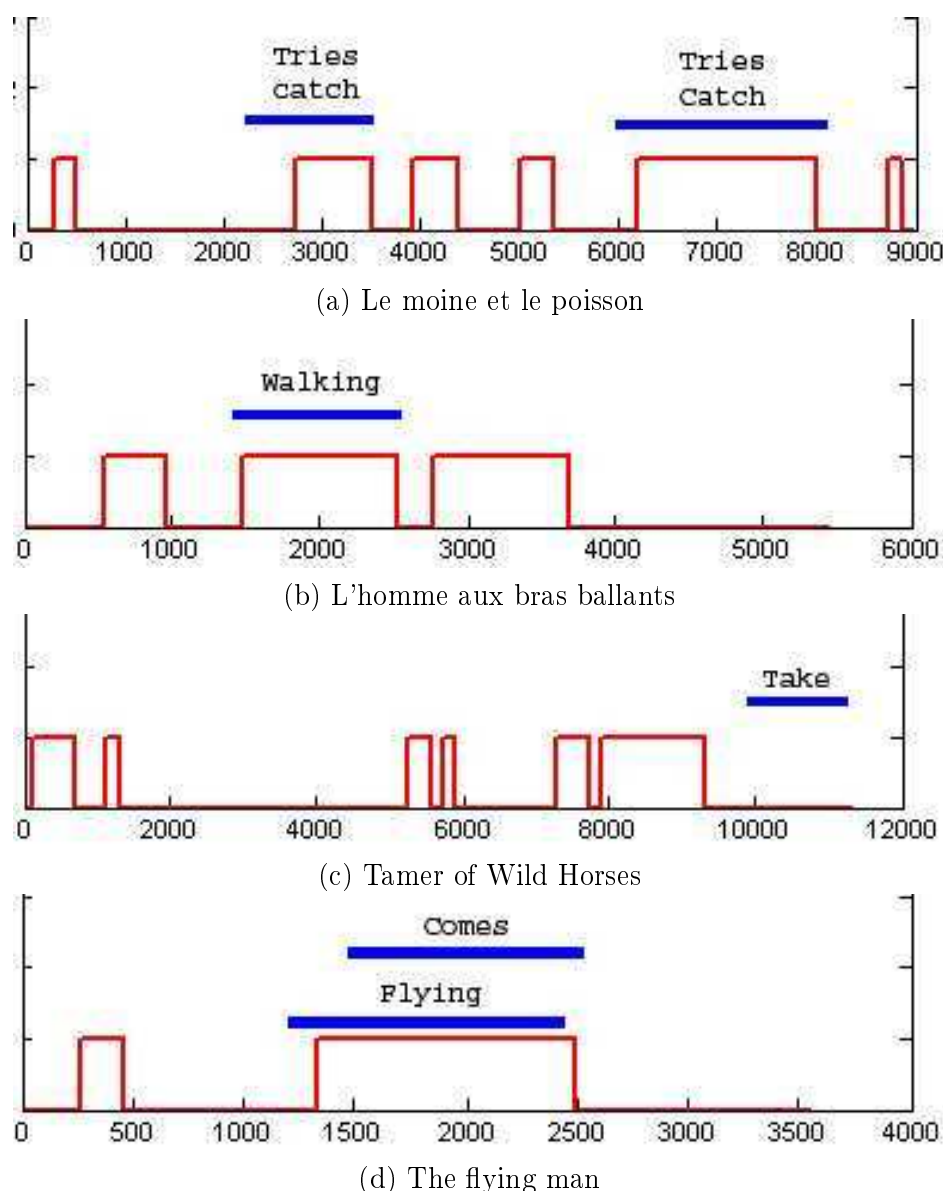 Tries
catch
Tries
Catch
0 1000 2000 3000 4000 5000 6000 7000 8000 9000
(a) Le moine et le poisson
Walking
0 1000 2000 3000 4000 5000 6000
(b) L'homme aux bras ballants
Take
0 2000 4000 6000 8000 10000 12000
(c) Tamer of Wild Horses
Comes
Flying
0 500 1000 1500 2000 2500 3000 3500 4000
(d) The flying man